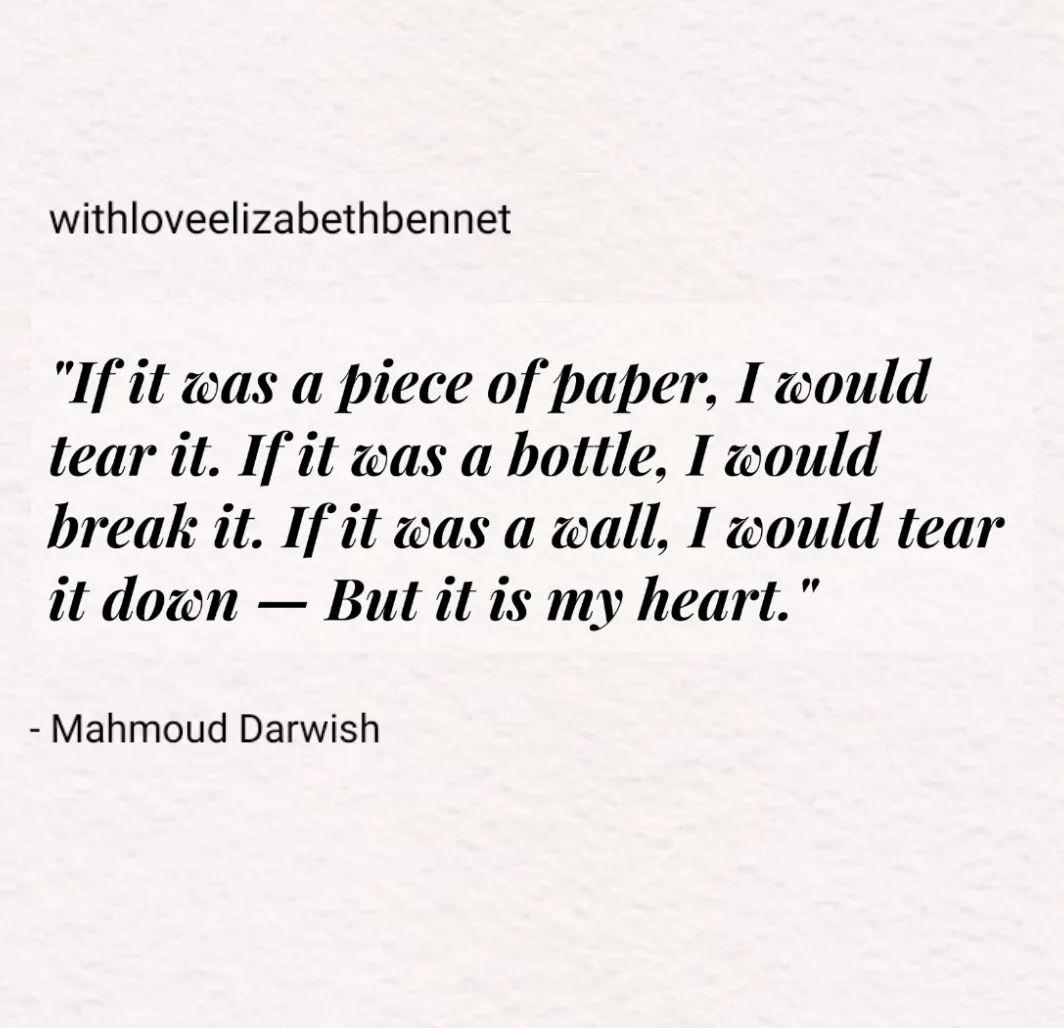 withloveelizabethbennet
"If it was a piece of paper, I would
tear it. If it was a bottle, I would
break it. If it was a wall, I would tear
it down — But it is my heart."
- Mahmoud Darwish